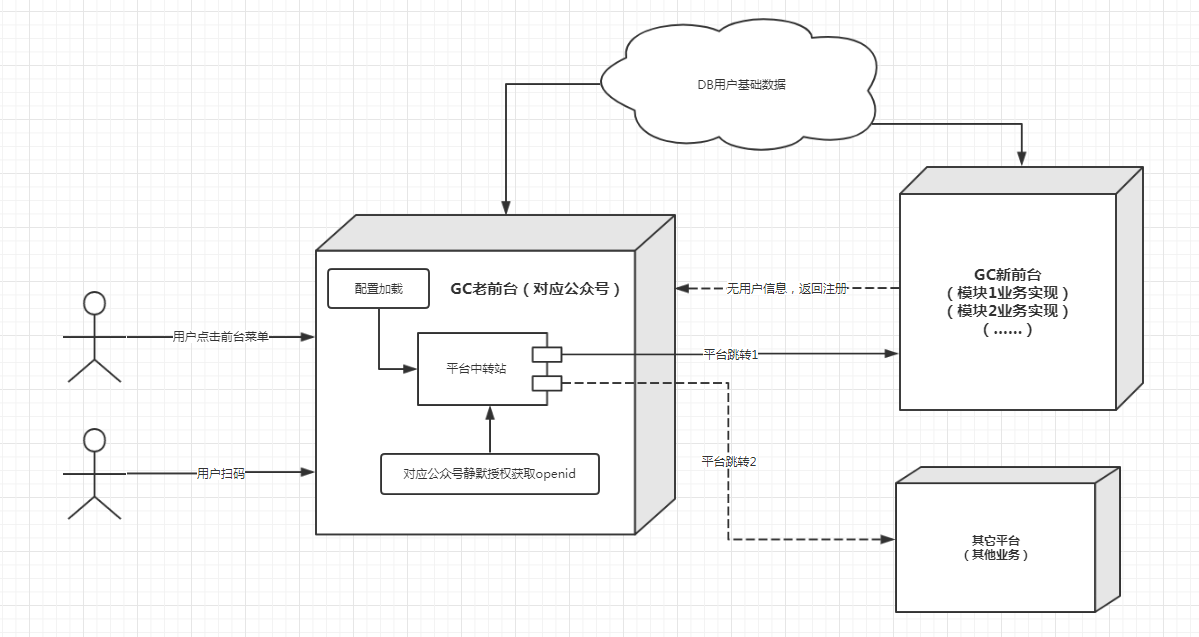 DB用户基础数据
配置加载
GC老前台（对应公众号）
无用户信息，返回注册
GC新前台
（模块1业务实现）
（模块2业务实现）
（......）
用户点击前台菜单
平台中转站
平台跳转1
用户扫码
对应公众号静默授权获取openid
平台跳转2
其它平台
（其他业务）